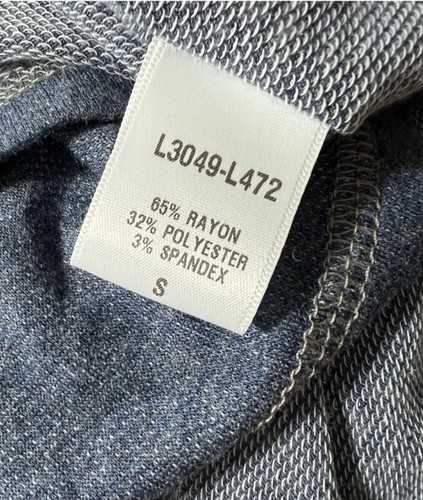 L3049-L472
65% RAYON
32% POLYESTER
3% SPANDEX
S